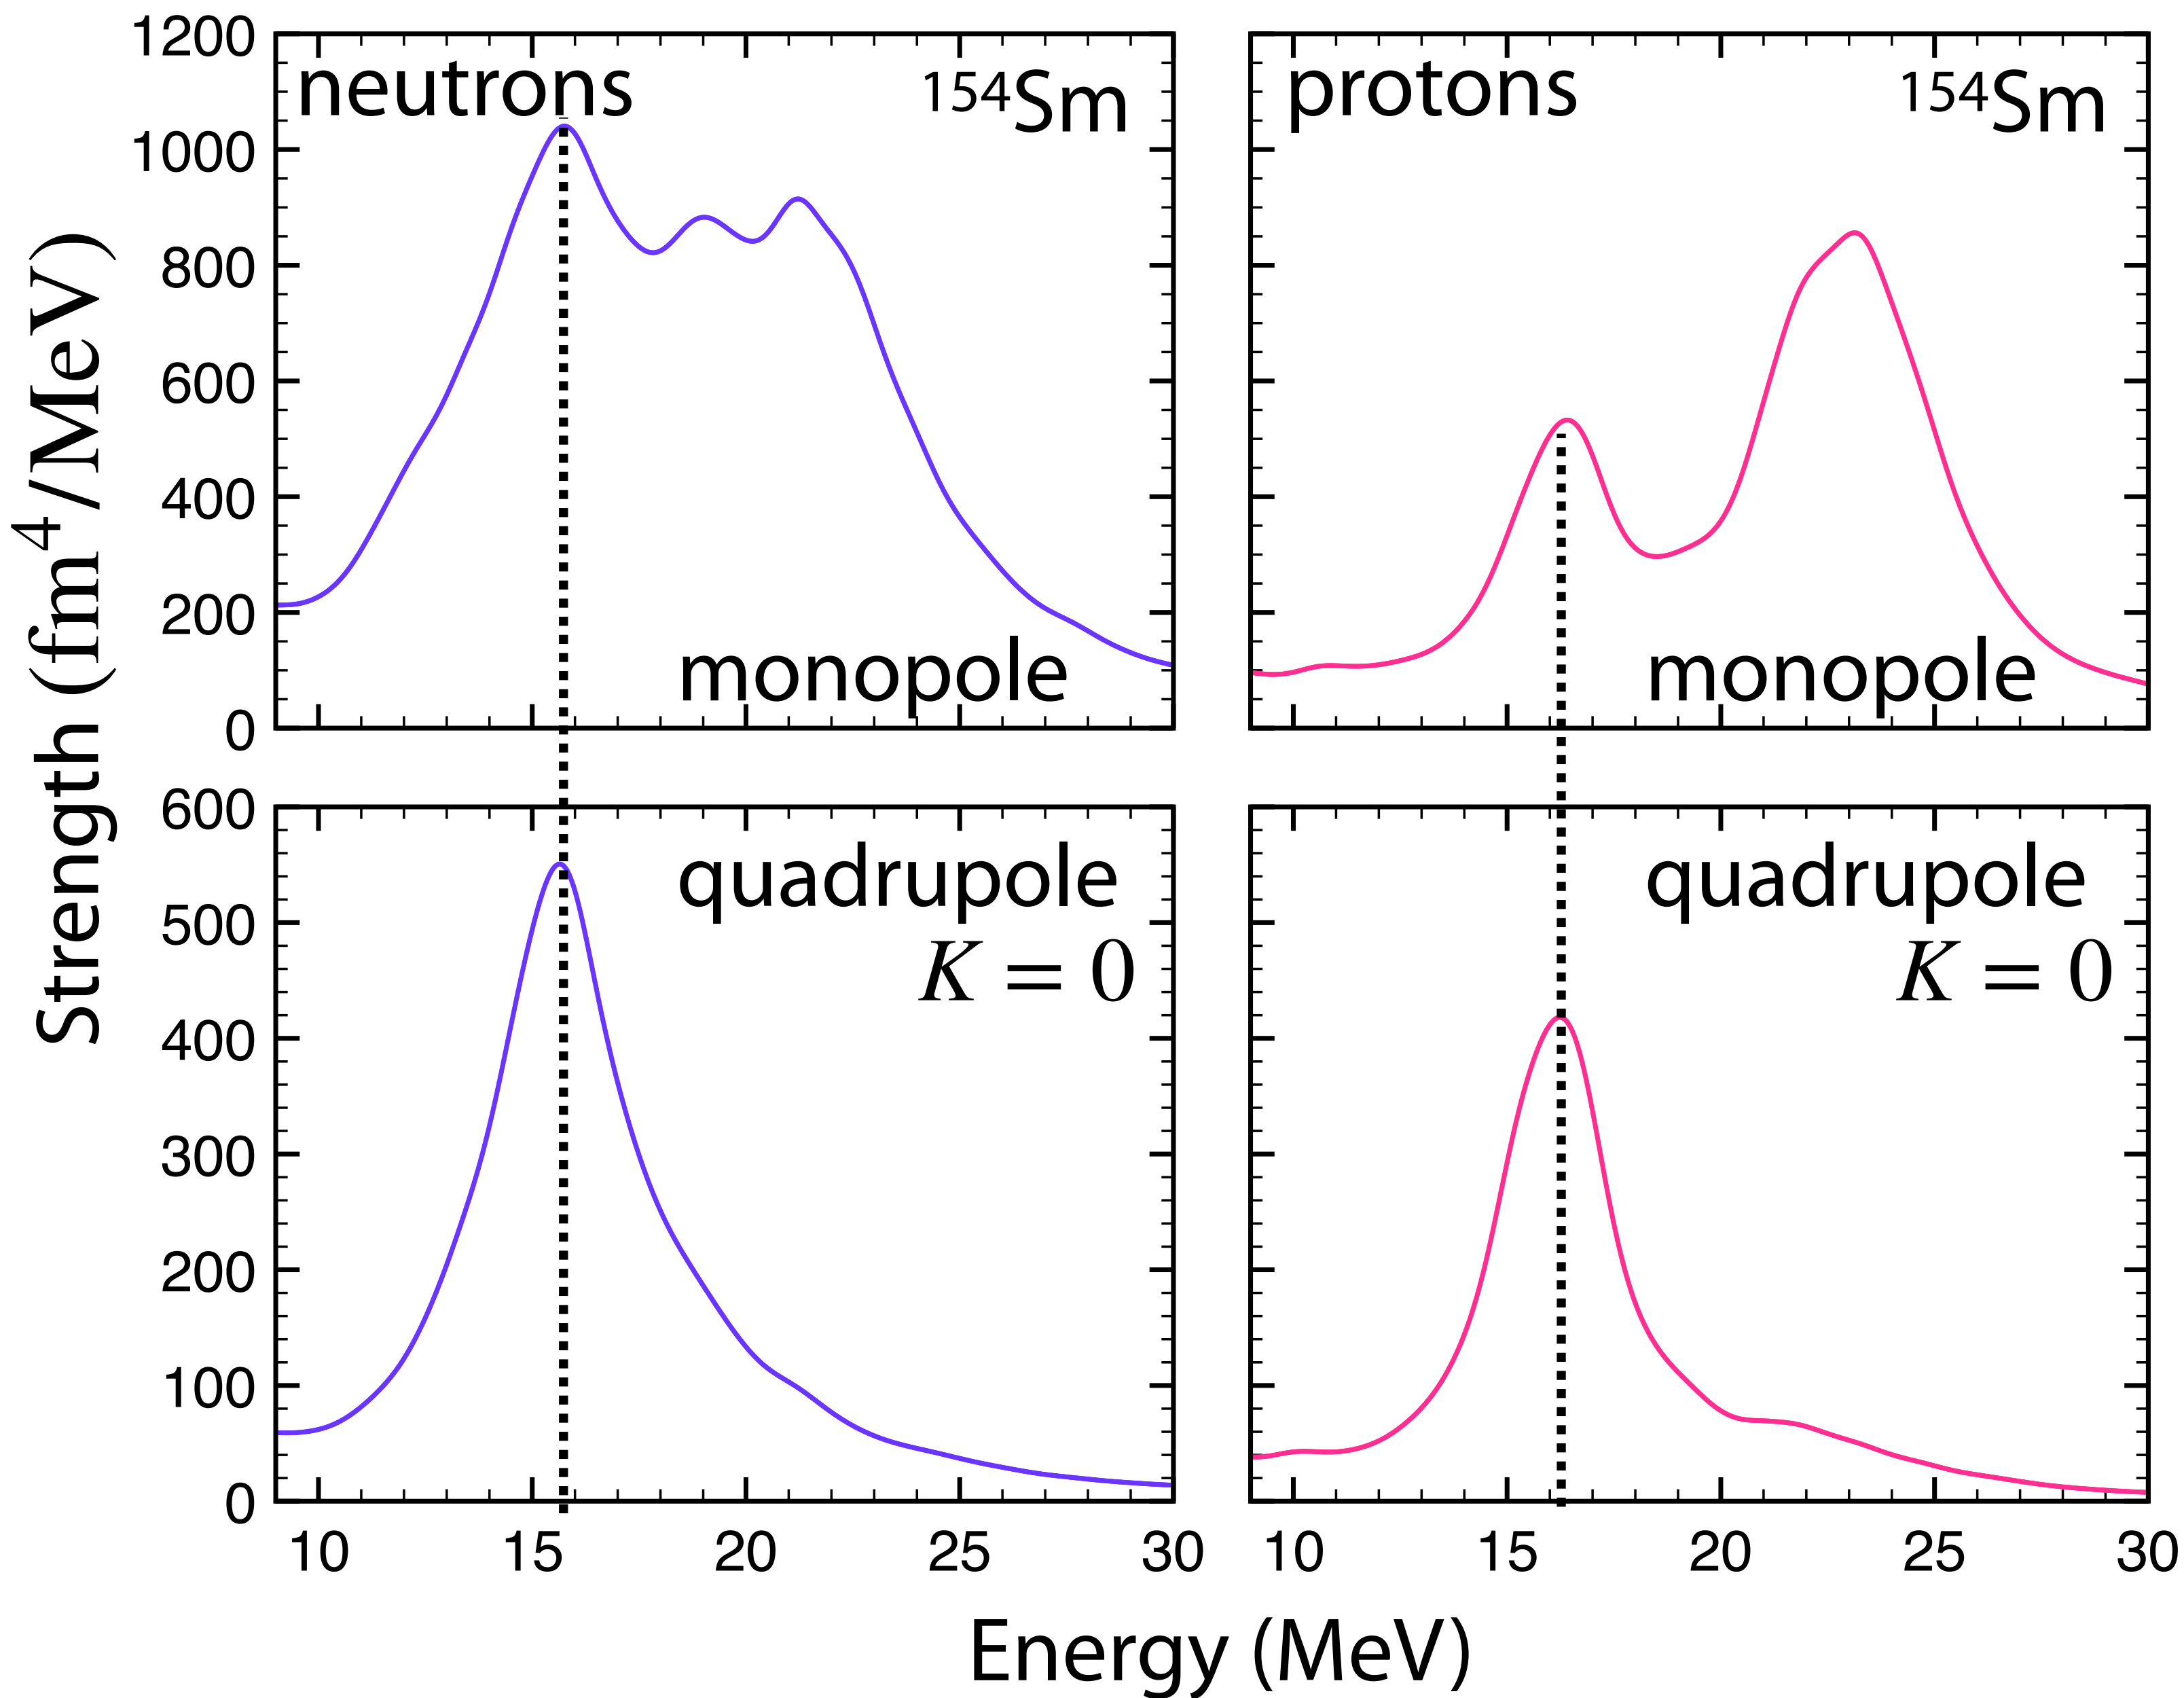 Strength (fm⁴/MeV)
1200
1000
800
600
400
200
0
neutrons
¹⁵⁴Sm
monopole
protons
¹⁵⁴Sm
monopole
600
500
400
300
200
100
0
quadrupole
K = 0
quadrupole
K = 0
10 15 20 25 30
10 15 20 25 30
Energy (MeV)